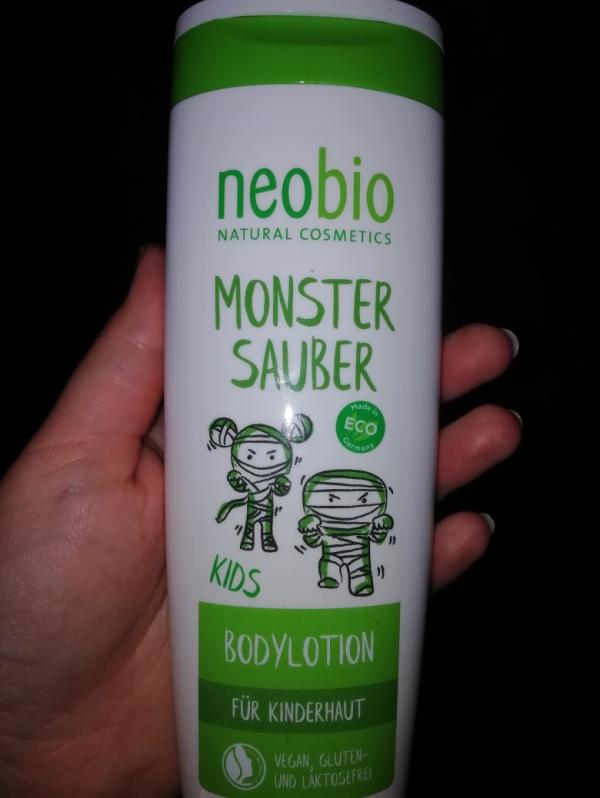 neobio
NATURAL COSMETICS
MONSTER
SAUBER
Made in
ECO
Germany
KIDS
BODYLOTION
FÜR KINDERHAUT
VEGAN, GLUTEN-
UND LAKTOSEFREI